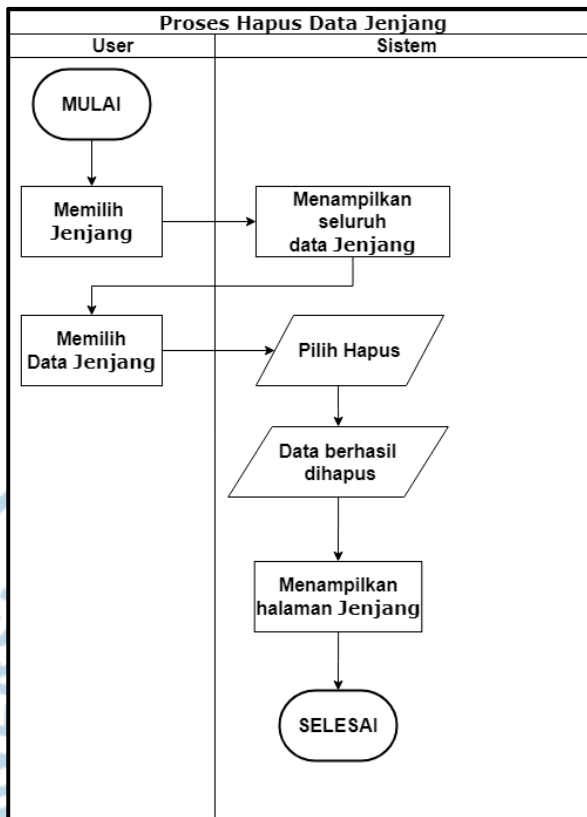 Proses Hapus Data Jenjang
User
Sistem
MULAI
Memilih
Jenjang
Menampilkan
seluruh
data Jenjang
Memilih
Data Jenjang
Pilih Hapus
Data berhasil
dihapus
Menampilkan
halaman Jenjang
SELESAI